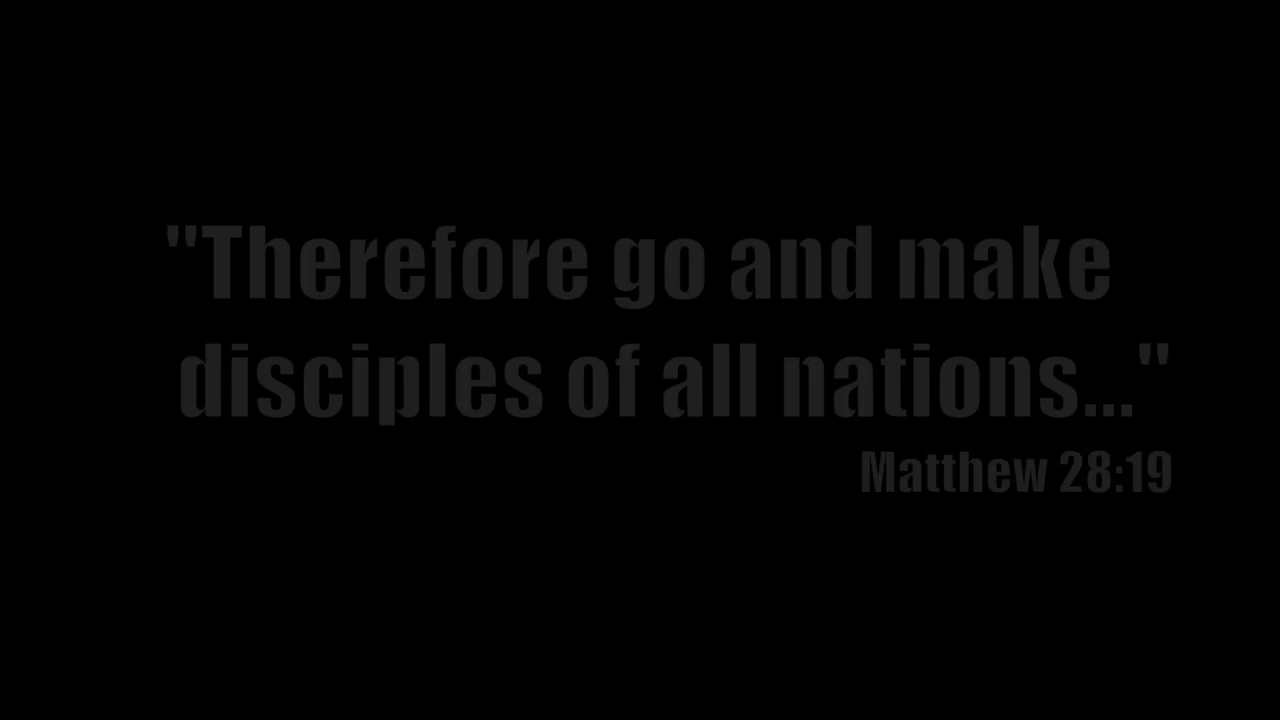 "Therefore go and make
disciples of all nations..."
Matthew 28:19